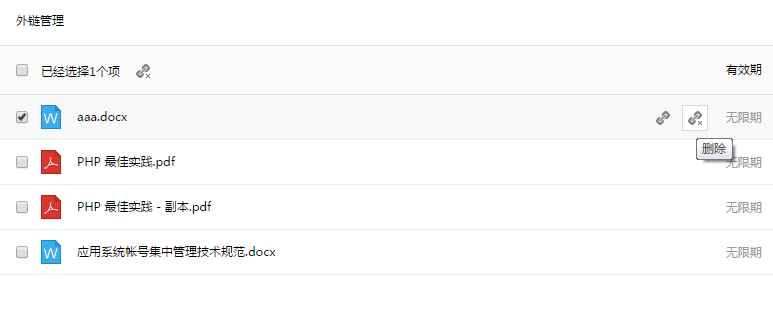 外链管理
已经选择1个项 有效期
aaa.docx 无限期
删除
PHP 最佳实践.pdf 无限期
PHP 最佳实践 - 副本.pdf 无限期
应用系统帐号集中管理技术规范.docx 无限期